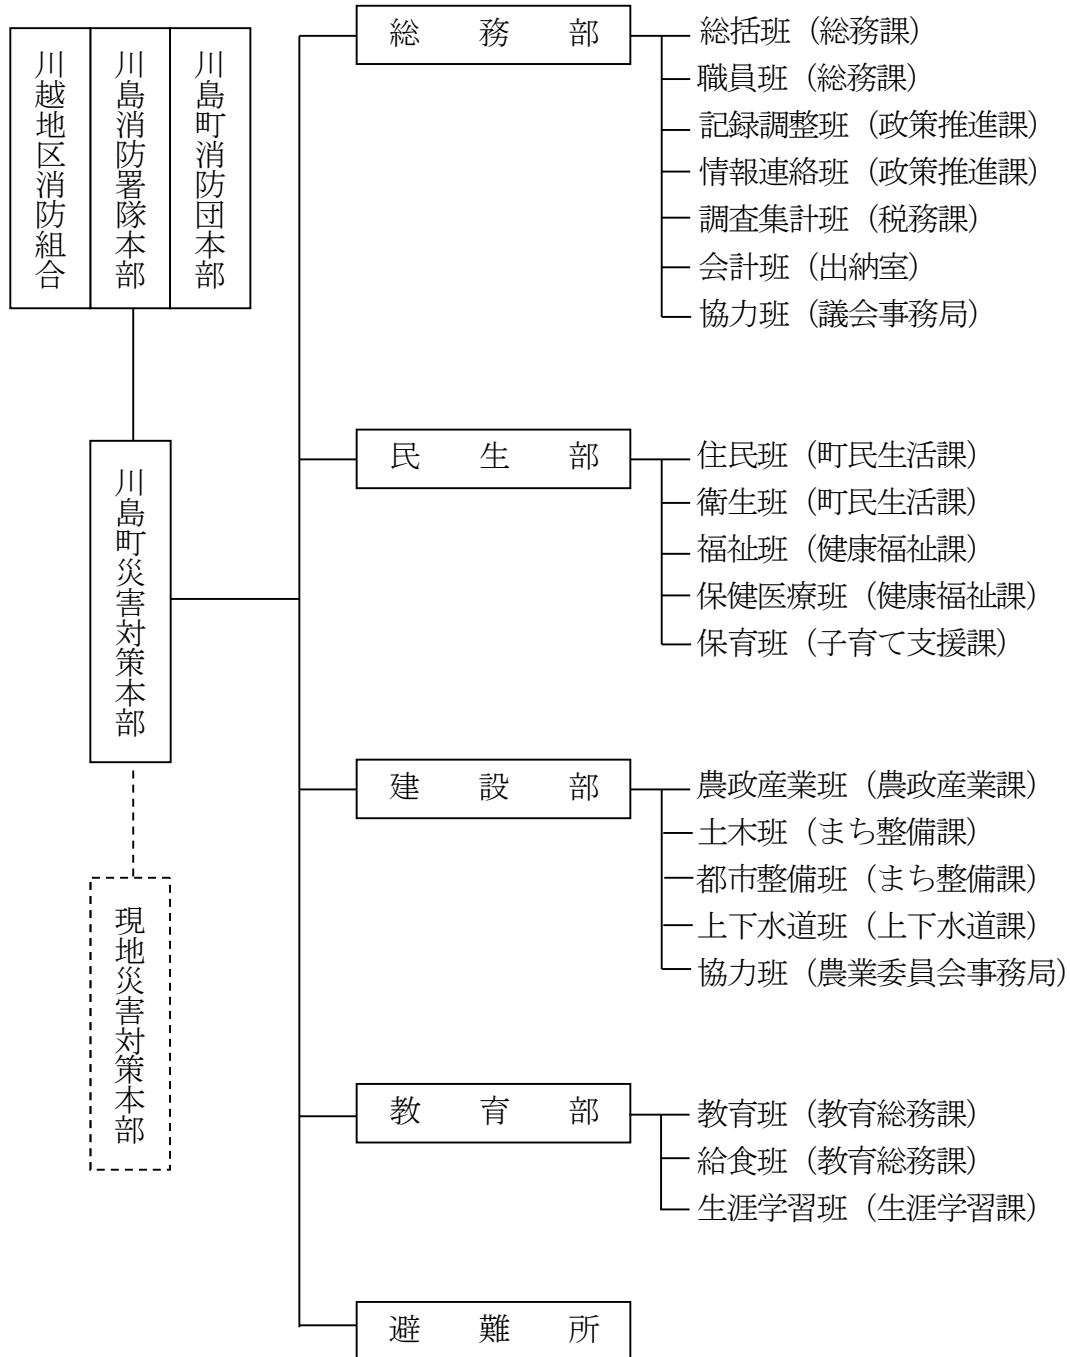 川越地区消防組合
川島消防署隊本部
川島町消防団本部
川島町災害対策本部
現地災害対策本部
総務部
総括班（総務課）
職員班（総務課）
記録調整班（政策推進課）
情報連絡班（政策推進課）
調査集計班（税務課）
会計班（出納室）
協力班（議会事務局）
民生部
住民班（町民生活課）
衛生班（町民生活課）
福祉班（健康福祉課）
保健医療班（健康福祉課）
保育班（子育て支援課）
建設部
農政産業班（農政産業課）
土木班（まち整備課）
都市整備班（まち整備課）
上下水道班（上下水道課）
協力班（農業委員会事務局）
教育部
教育班（教育総務課）
給食班（教育総務課）
生涯学習班（生涯学習課）
避難所